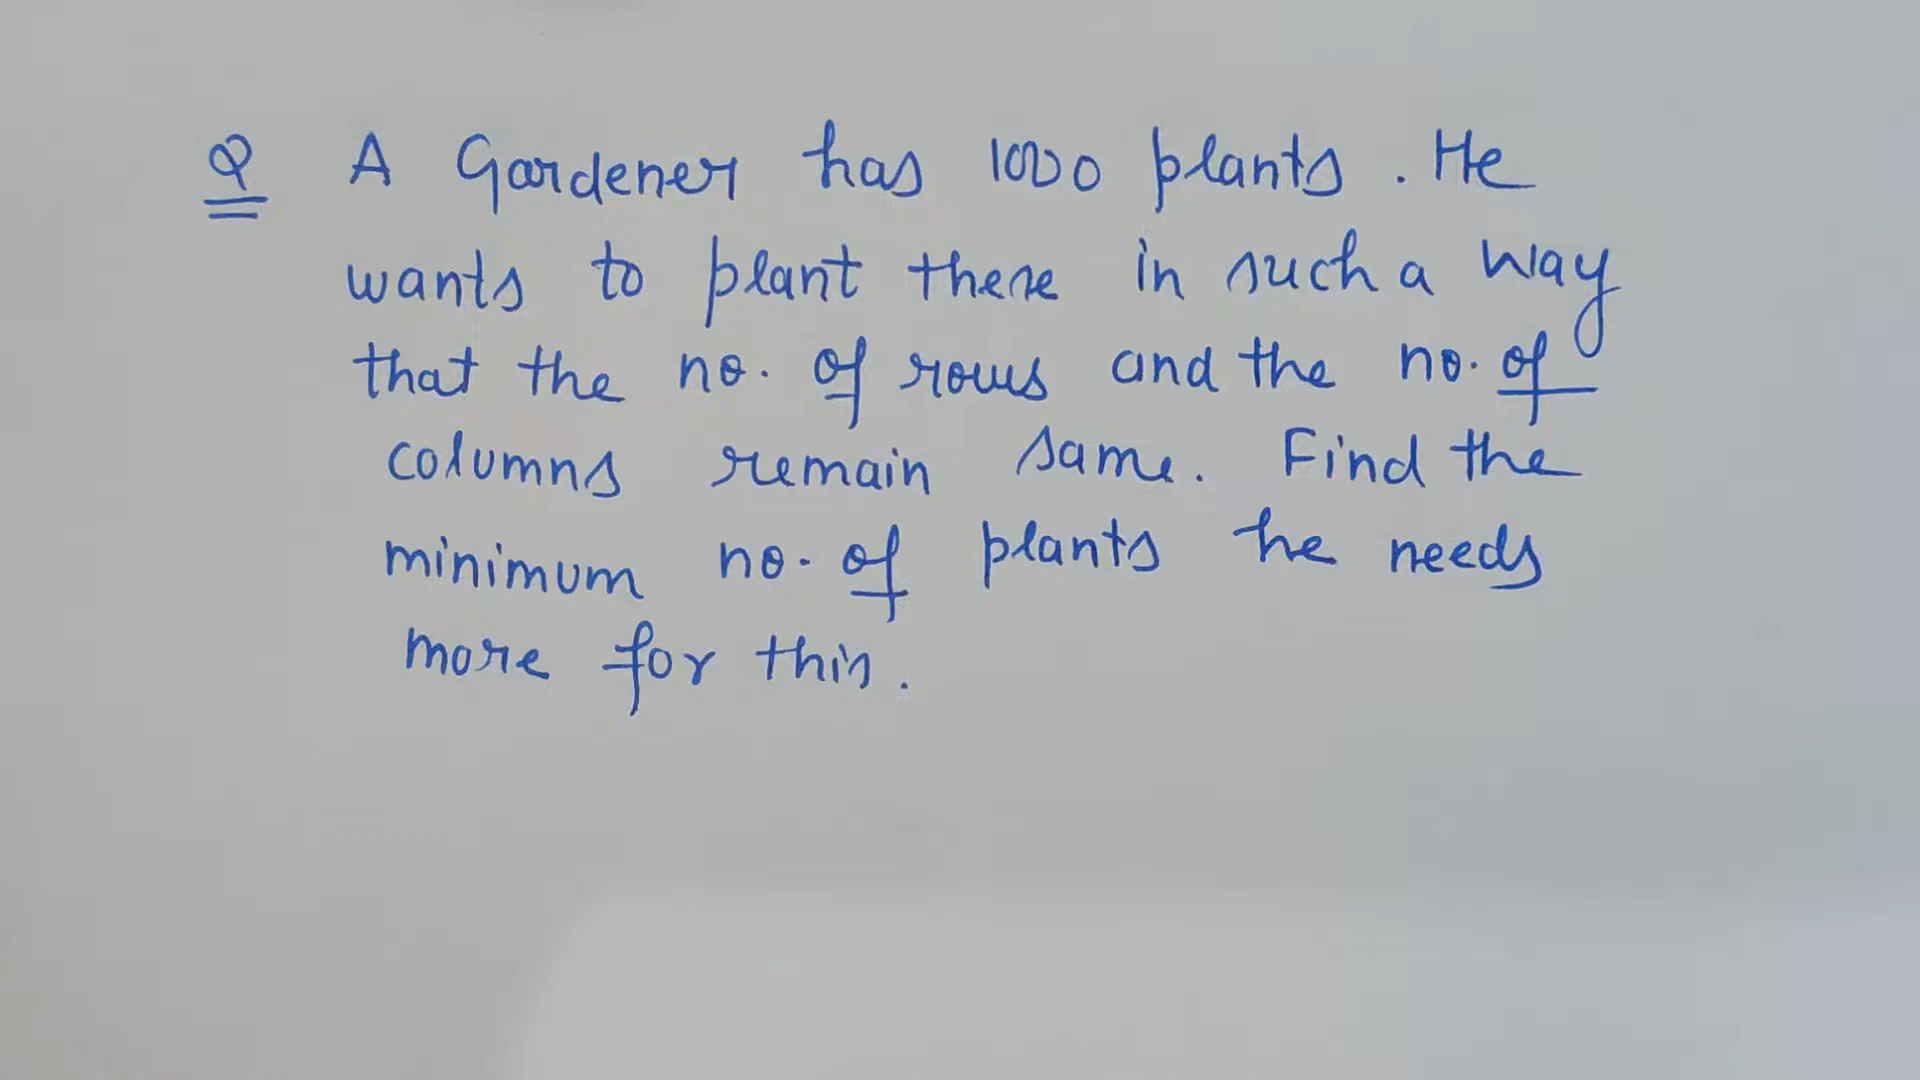 Q A Gardener has 1000 plants. He
wants to plant these in such a way
that the no. of rows and the no. of
columns remain same. Find the
minimum no. of plants he needs
more for this.